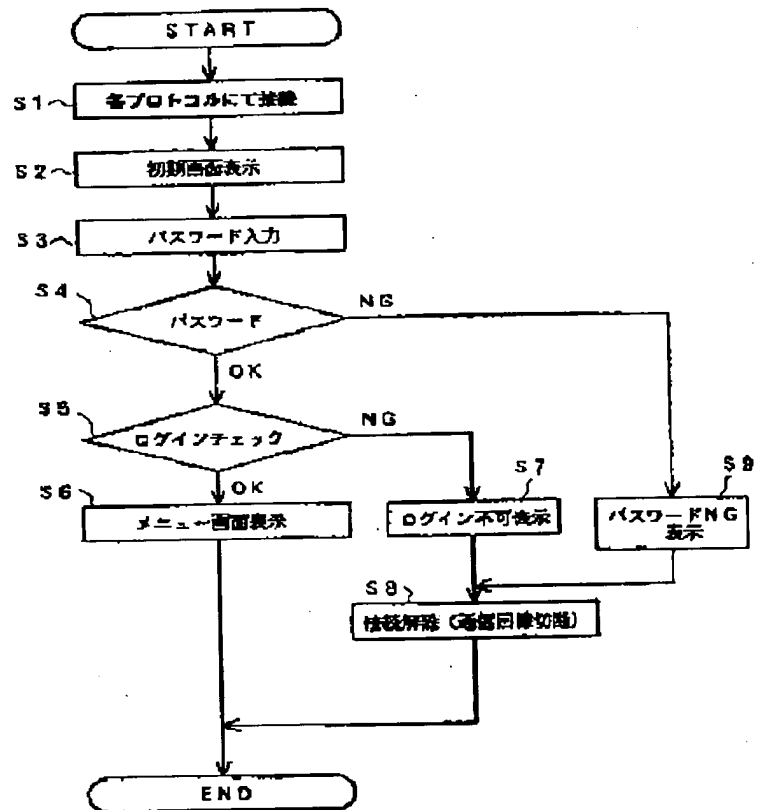 START
S1
各プロトコルにて接続
S2
初期画面表示
S3
パスワード入力
S4
パスワード
NG
OK
S5
ログインチェック
NG
OK
S6
メニュー画面表示
S7
ログイン不可表示
S9
パスワードNG
表示
S8
接続解除(通信回線切断)
END